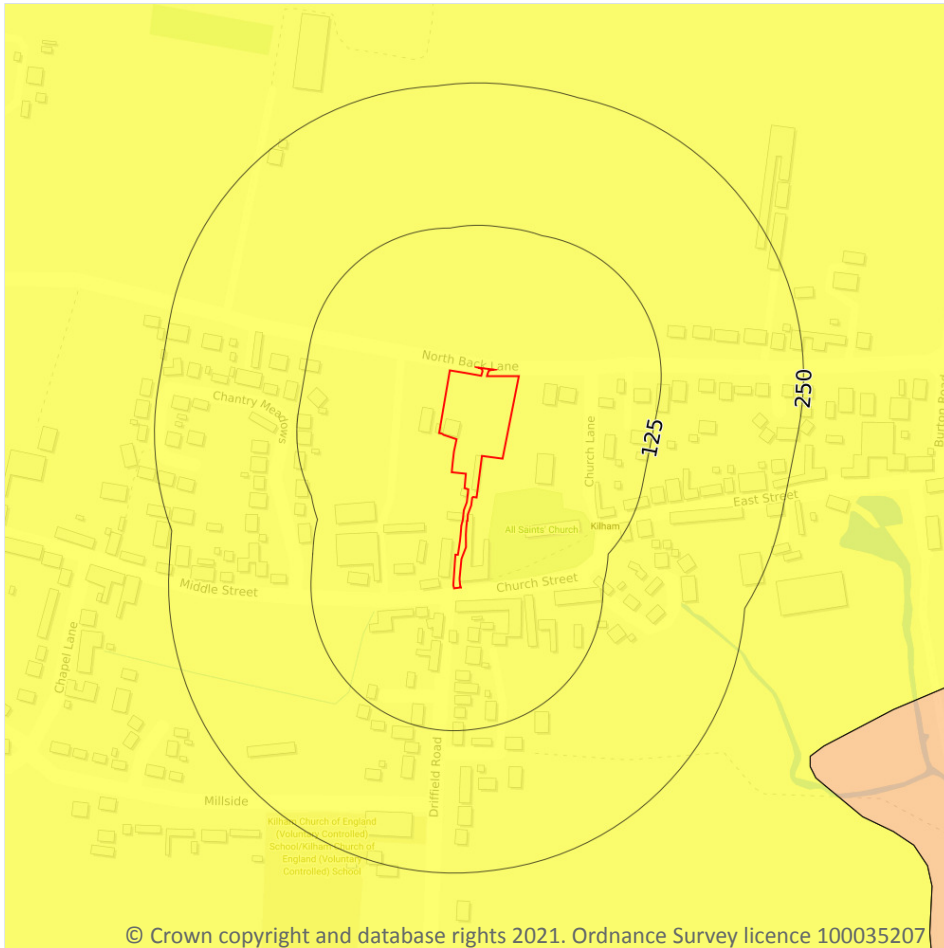 North Back Lane
Chantry Meadows
Church Lane
Burton Road
250
125
East Street
All Saints' Church
Kilham
Church Street
Middle Street
Chapel Lane
Driffield Road
Millside
Kilham Church of England
(Voluntary Controlled)
School/Kilham Church of
England (Voluntary
Controlled) School
© Crown copyright and database rights 2021. Ordnance Survey licence 100035207.